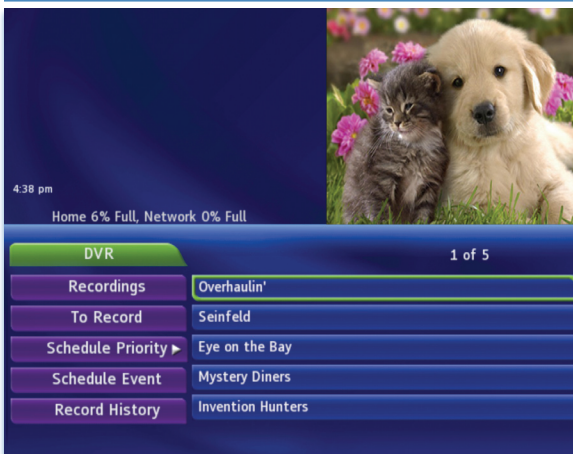 4:38 pm
Home 6% Full, Network 0% Full
DVR
1 of 5
Recordings
Overhaulin'
To Record
Seinfeld
Schedule Priority
Eye on the Bay
Schedule Event
Mystery Diners
Record History
Invention Hunters